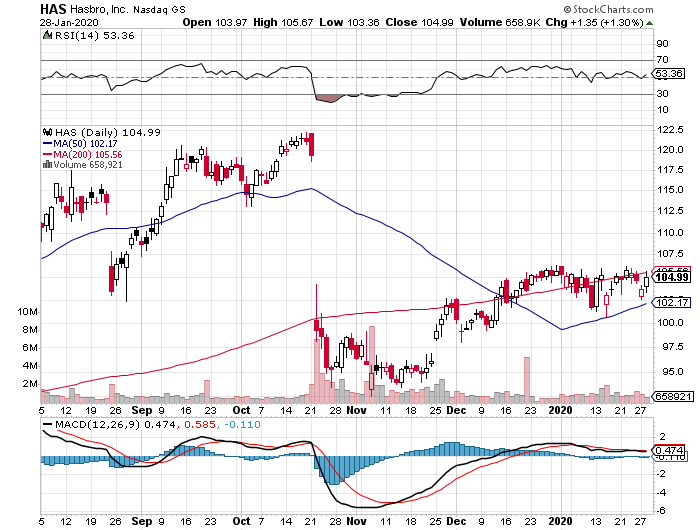 HAS Hasbro, Inc. Nasdaq GS © StockCharts.com
28-Jan-2020 Open 103.97 High 105.67 Low 103.36 Close 104.99 Volume 658.9K Chg +1.35 (+1.30%)
RSI(14) 53.36
90
70
53.36
30
10
HAS (Daily) 104.99
MA(50) 102.17
MA(200) 105.56
Volume 658,921
122.5
120.0
117.5
115.0
112.5
110.0
107.5
104.99
102.17
100.0
97.5
95.0
658921
10M
8M
6M
4M
2M
5 12 19 26 Sep 9 16 23 Oct 7 14 21 28 Nov 11 18 25 Dec 9 16 23 2020 13 21 27
MACD(12,26,9) 0.474, 0.585, -0.110
2
0.474
-2
-4
-6
5 12 19 26 Sep 9 16 23 Oct 7 14 21 28 Nov 11 18 25 Dec 9 16 23 2020 13 21 27